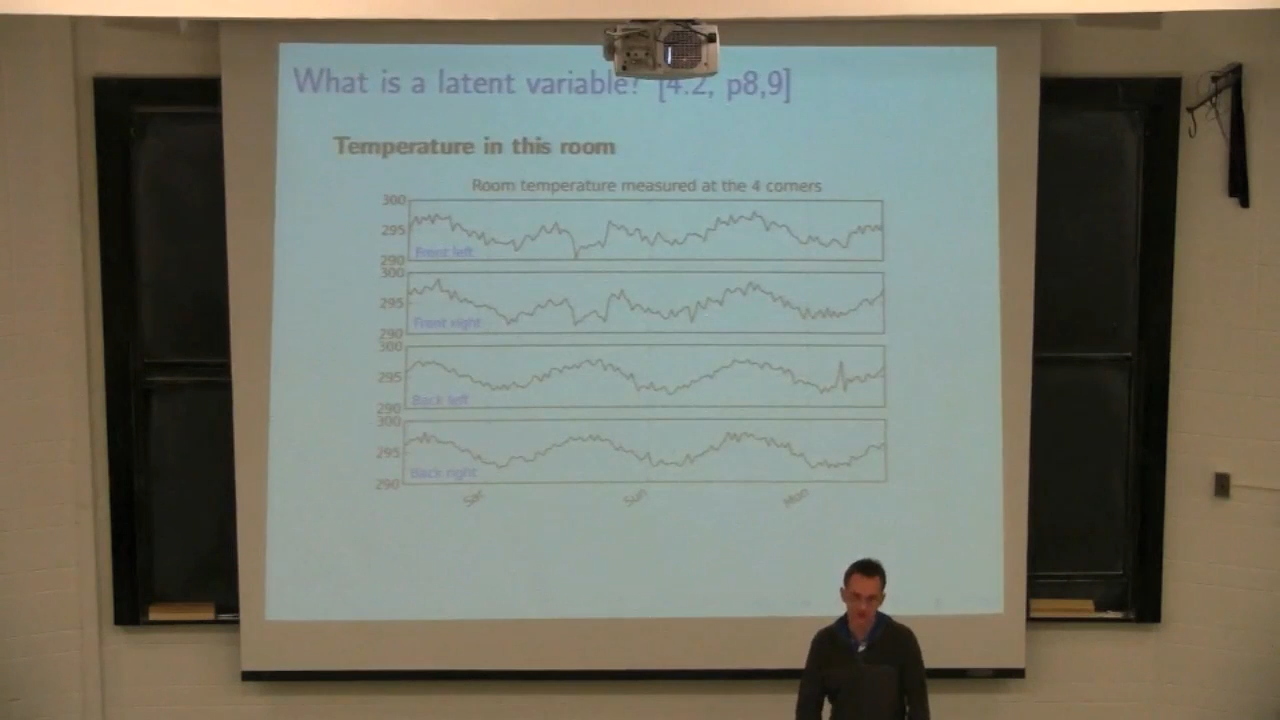 What is a latent variable? [4.2, p8,9]
Temperature in this room
Room temperature measured at the 4 corners
300
295
290
Front left
300
295
290
Front right
300
295
290
Back left
300
295
290
Back right
Sat
Sun
Mon